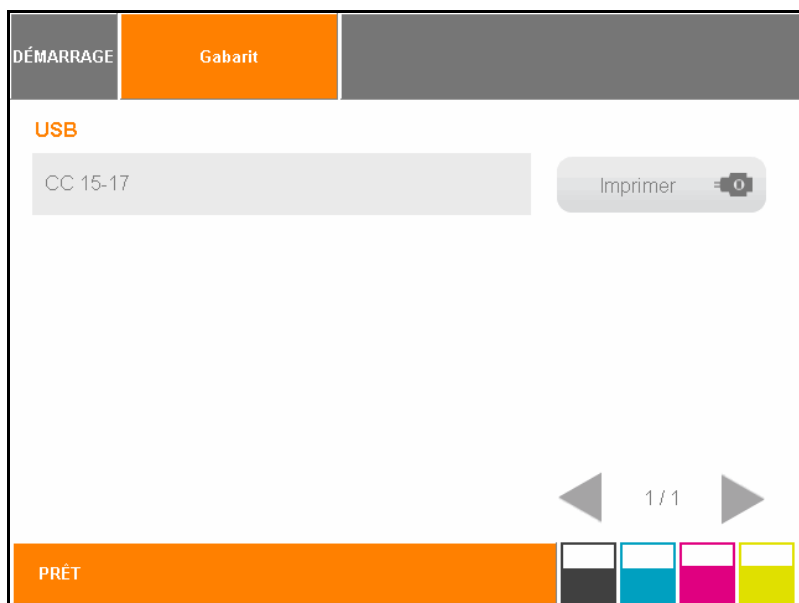 DÉMARRAGE
Gabarit
USB
CC 15-17
Imprimer
1 / 1
PRÊT